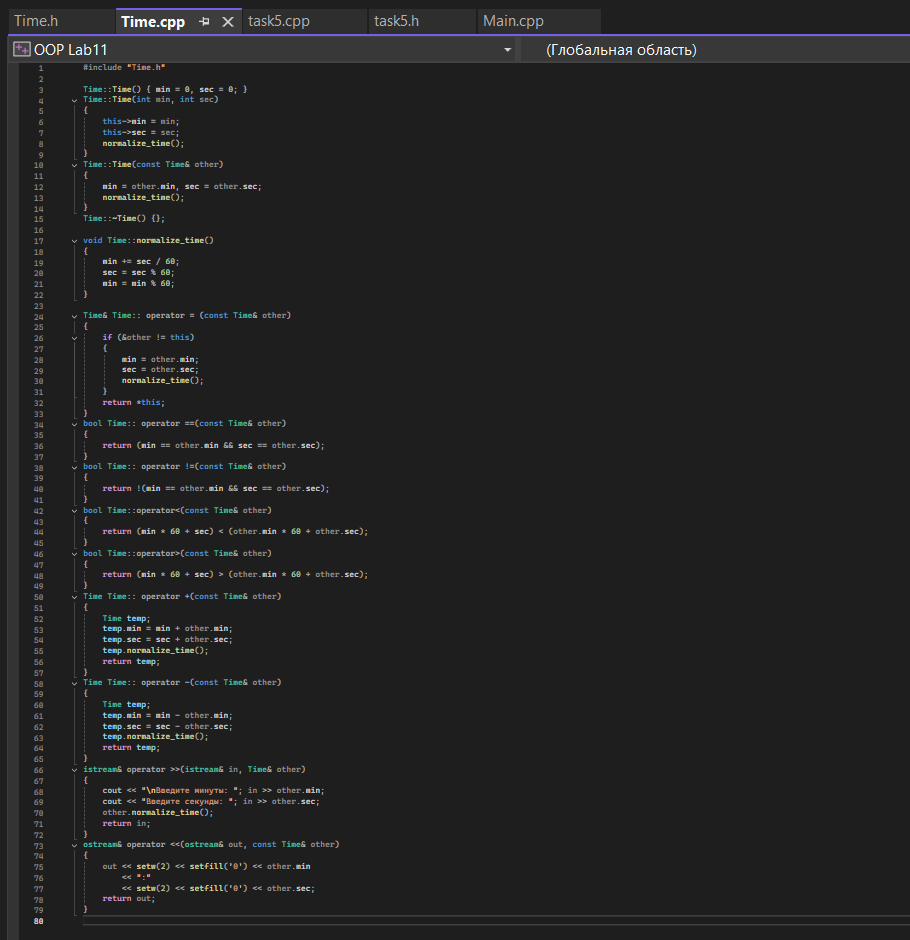 Time.h Time.cpp task5.cpp task5.h Main.cpp
OOP Lab11 (Глобальная область)
1 #include "Time.h"
2
3 Time::Time() { min = 0, sec = 0; }
4 Time::Time(int min, int sec)
5 {
6 this->min = min;
7 this->sec = sec;
8 normalize_time();
9 }
10 Time::Time(const Time& other)
11 {
12 min = other.min, sec = other.sec;
13 normalize_time();
14 }
15 Time::~Time() {};
16
17 void Time::normalize_time()
18 {
19 min += sec / 60;
20 sec = sec % 60;
21 min = min % 60;
22 }
23
24 Time& Time:: operator = (const Time& other)
25 {
26 if (&other != this)
27 {
28 min = other.min;
29 sec = other.sec;
30 normalize_time();
31 }
32 return *this;
33 }
34 bool Time:: operator ==(const Time& other)
35 {
36 return (min == other.min && sec == other.sec);
37 }
38 bool Time:: operator !=(const Time& other)
39 {
40 return !(min == other.min && sec == other.sec);
41 }
42 bool Time::operator<(const Time& other)
43 {
44 return (min * 60 + sec) < (other.min * 60 + other.sec);
45 }
46 bool Time::operator>(const Time& other)
47 {
48 return (min * 60 + sec) > (other.min * 60 + other.sec);
49 }
50 Time Time:: operator +(const Time& other)
51 {
52 Time temp;
53 temp.min = min + other.min;
54 temp.sec = sec + other.sec;
55 temp.normalize_time();
56 return temp;
57 }
58 Time Time:: operator -(const Time& other)
59 {
60 Time temp;
61 temp.min = min - other.min;
62 temp.sec = sec - other.sec;
63 temp.normalize_time();
64 return temp;
65 }
66 istream& operator >>(istream& in, Time& other)
67 {
68 cout << "\nВведите минуты: "; in >> other.min;
69 cout << "Введите секунды: "; in >> other.sec;
70 other.normalize_time();
71 return in;
72 }
73 ostream& operator <<(ostream& out, const Time& other)
74 {
75 out << setw(2) << setfill('0') << other.min
76 << ":"
77 << setw(2) << setfill('0') << other.sec;
78 return out;
79 }
80